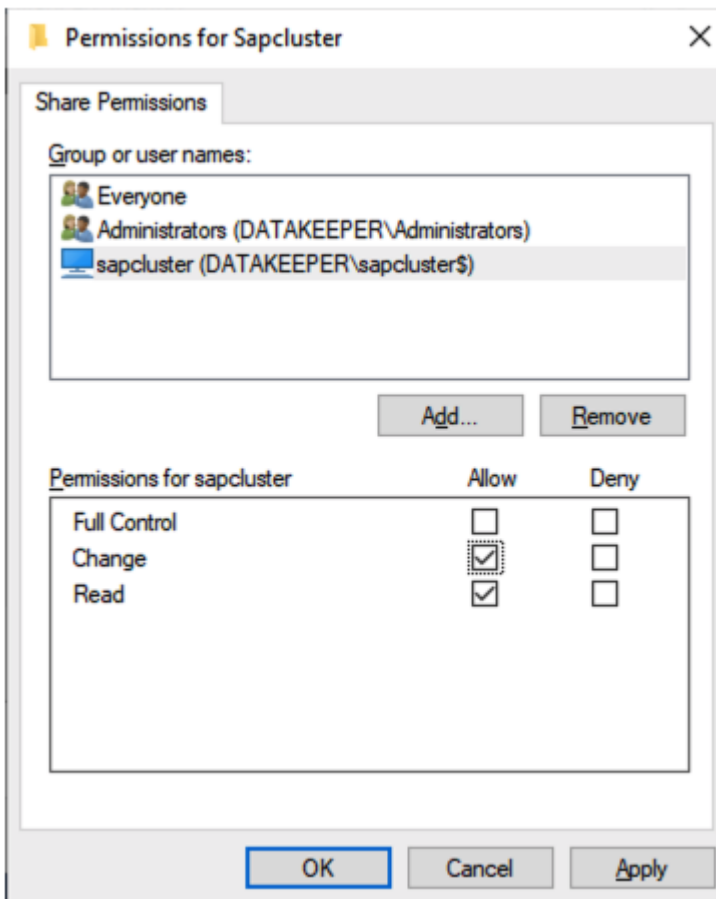 Permissions for Sapcluster
Share Permissions
Group or user names:
Everyone
Administrators (DATAKEEPER\Administrators)
sapcluster (DATAKEEPER\sapcluster$)
Add... Remove
Permissions for sapcluster Allow Deny
Full Control
Change
Read
OK Cancel Apply